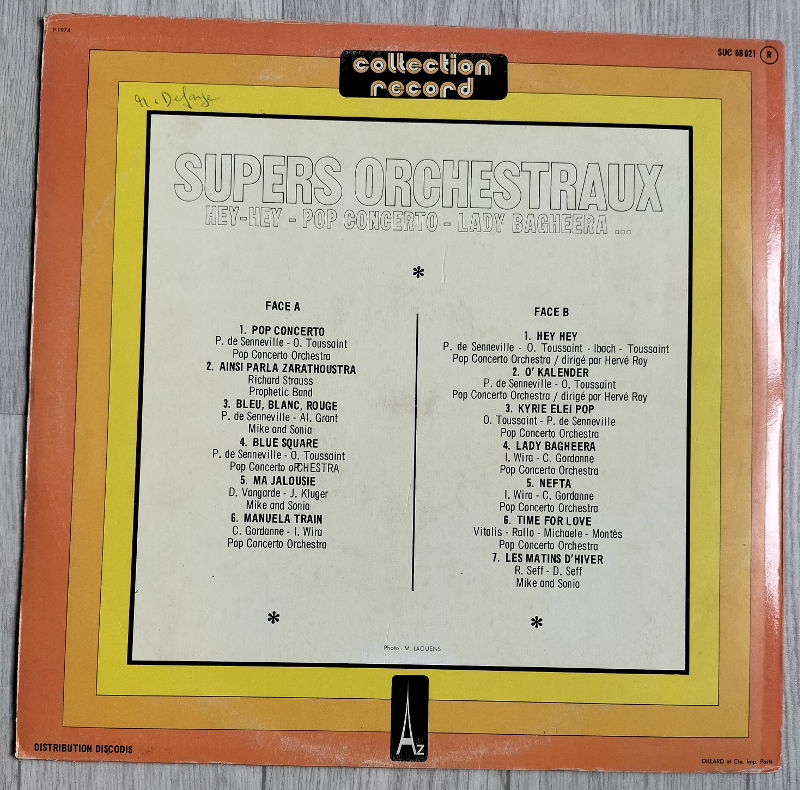 P 1974
SUC 68021 R
collection
record
N. Defarge
SUPERS ORCHESTRAUX
HEY-HEY - POP CONCERTO - LADY BAGHEERA ...
*
FACE A
1. POP CONCERTO
P. de Senneville - O. Toussaint
Pop Concerto Orchestra
2. AINSI PARLA ZARATHOUSTRA
Richard Strauss
Prophetic Band
3. BLEU, BLANC, ROUGE
P. de Senneville - Al. Grant
Mike and Sonia
4. BLUE SQUARE
P. de Senneville - O. Toussaint
Pop Concerto oRCHESTRA
5. MA JALOUSIE
D. Vangarde - J. Kluger
Mike and Sonia
6. MANUELA TRAIN
C. Gordanne - I. Wira
Pop Concerto Orchestra
*
FACE B
1. HEY HEY
P. de Senneville - O. Toussaint - Ibach - Toussaint
Pop Concerto Orchestra / dirigé par Hervé Roy
2. O' KALENDER
P. de Senneville - O. Toussaint
Pop Concerto Orchestra / dirigé par Hervé Roy
3. KYRIE ELEI POP
O. Toussaint - P. de Senneville
Pop Concerto Orchestra
4. LADY BAGHEERA
I. Wira - C. Gordanne
Pop Concerto Orchestra
5. NEFTA
I. Wira - C. Gordanne
Pop Concerto Orchestra
6. TIME FOR LOVE
Vitalis - Rallo - Michaele - Montès
Pop Concerto Orchestra
7. LES MATINS D'HIVER
R. Seff - D. Seff
Mike and Sonia
*
Photo - W. LAOUENS
Az
DISTRIBUTION DISCODIS
DILLARD et Cie. Imp. Paris